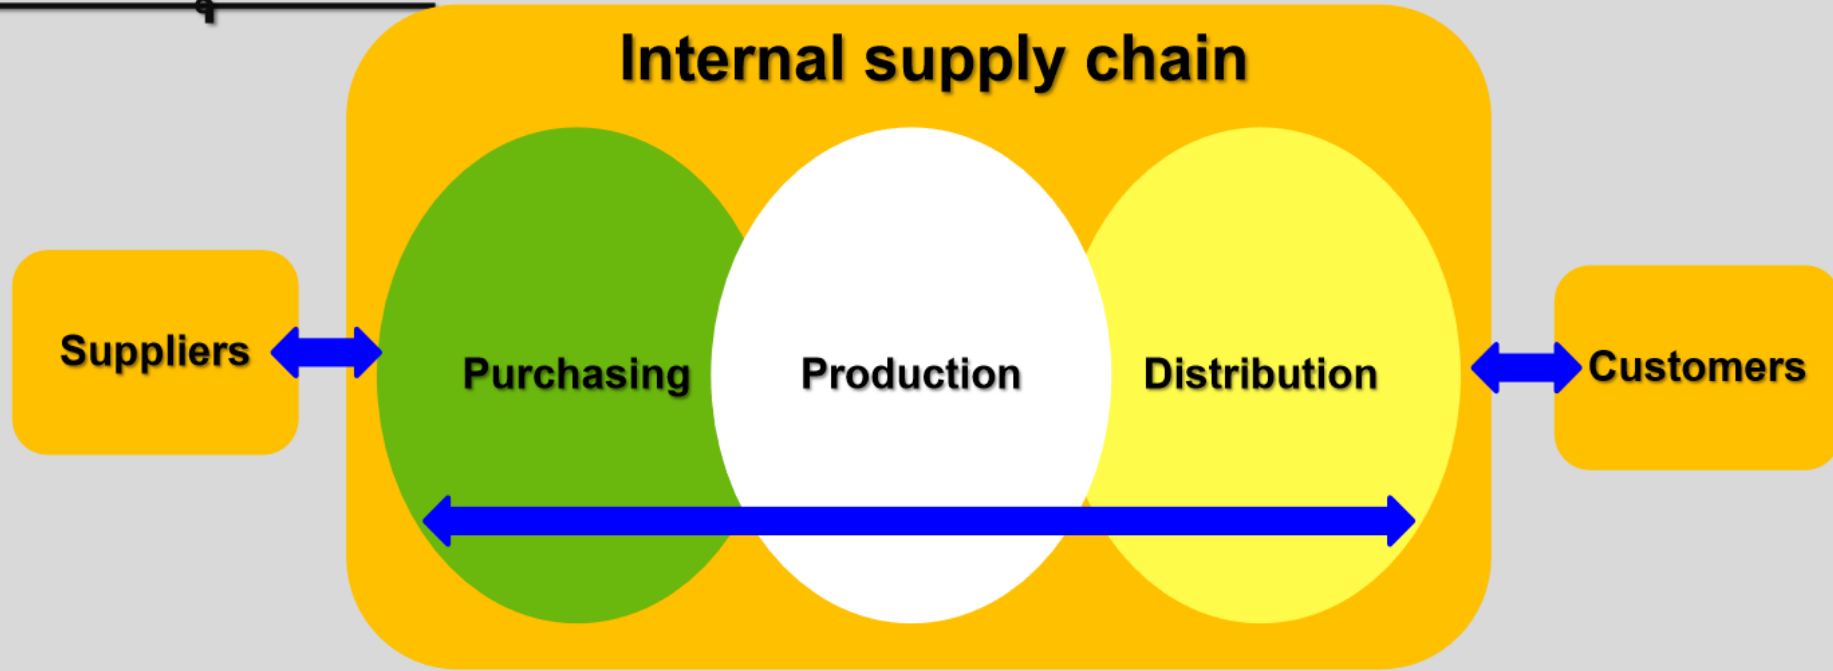 Internal supply chain
Suppliers
Purchasing
Production
Distribution
Customers